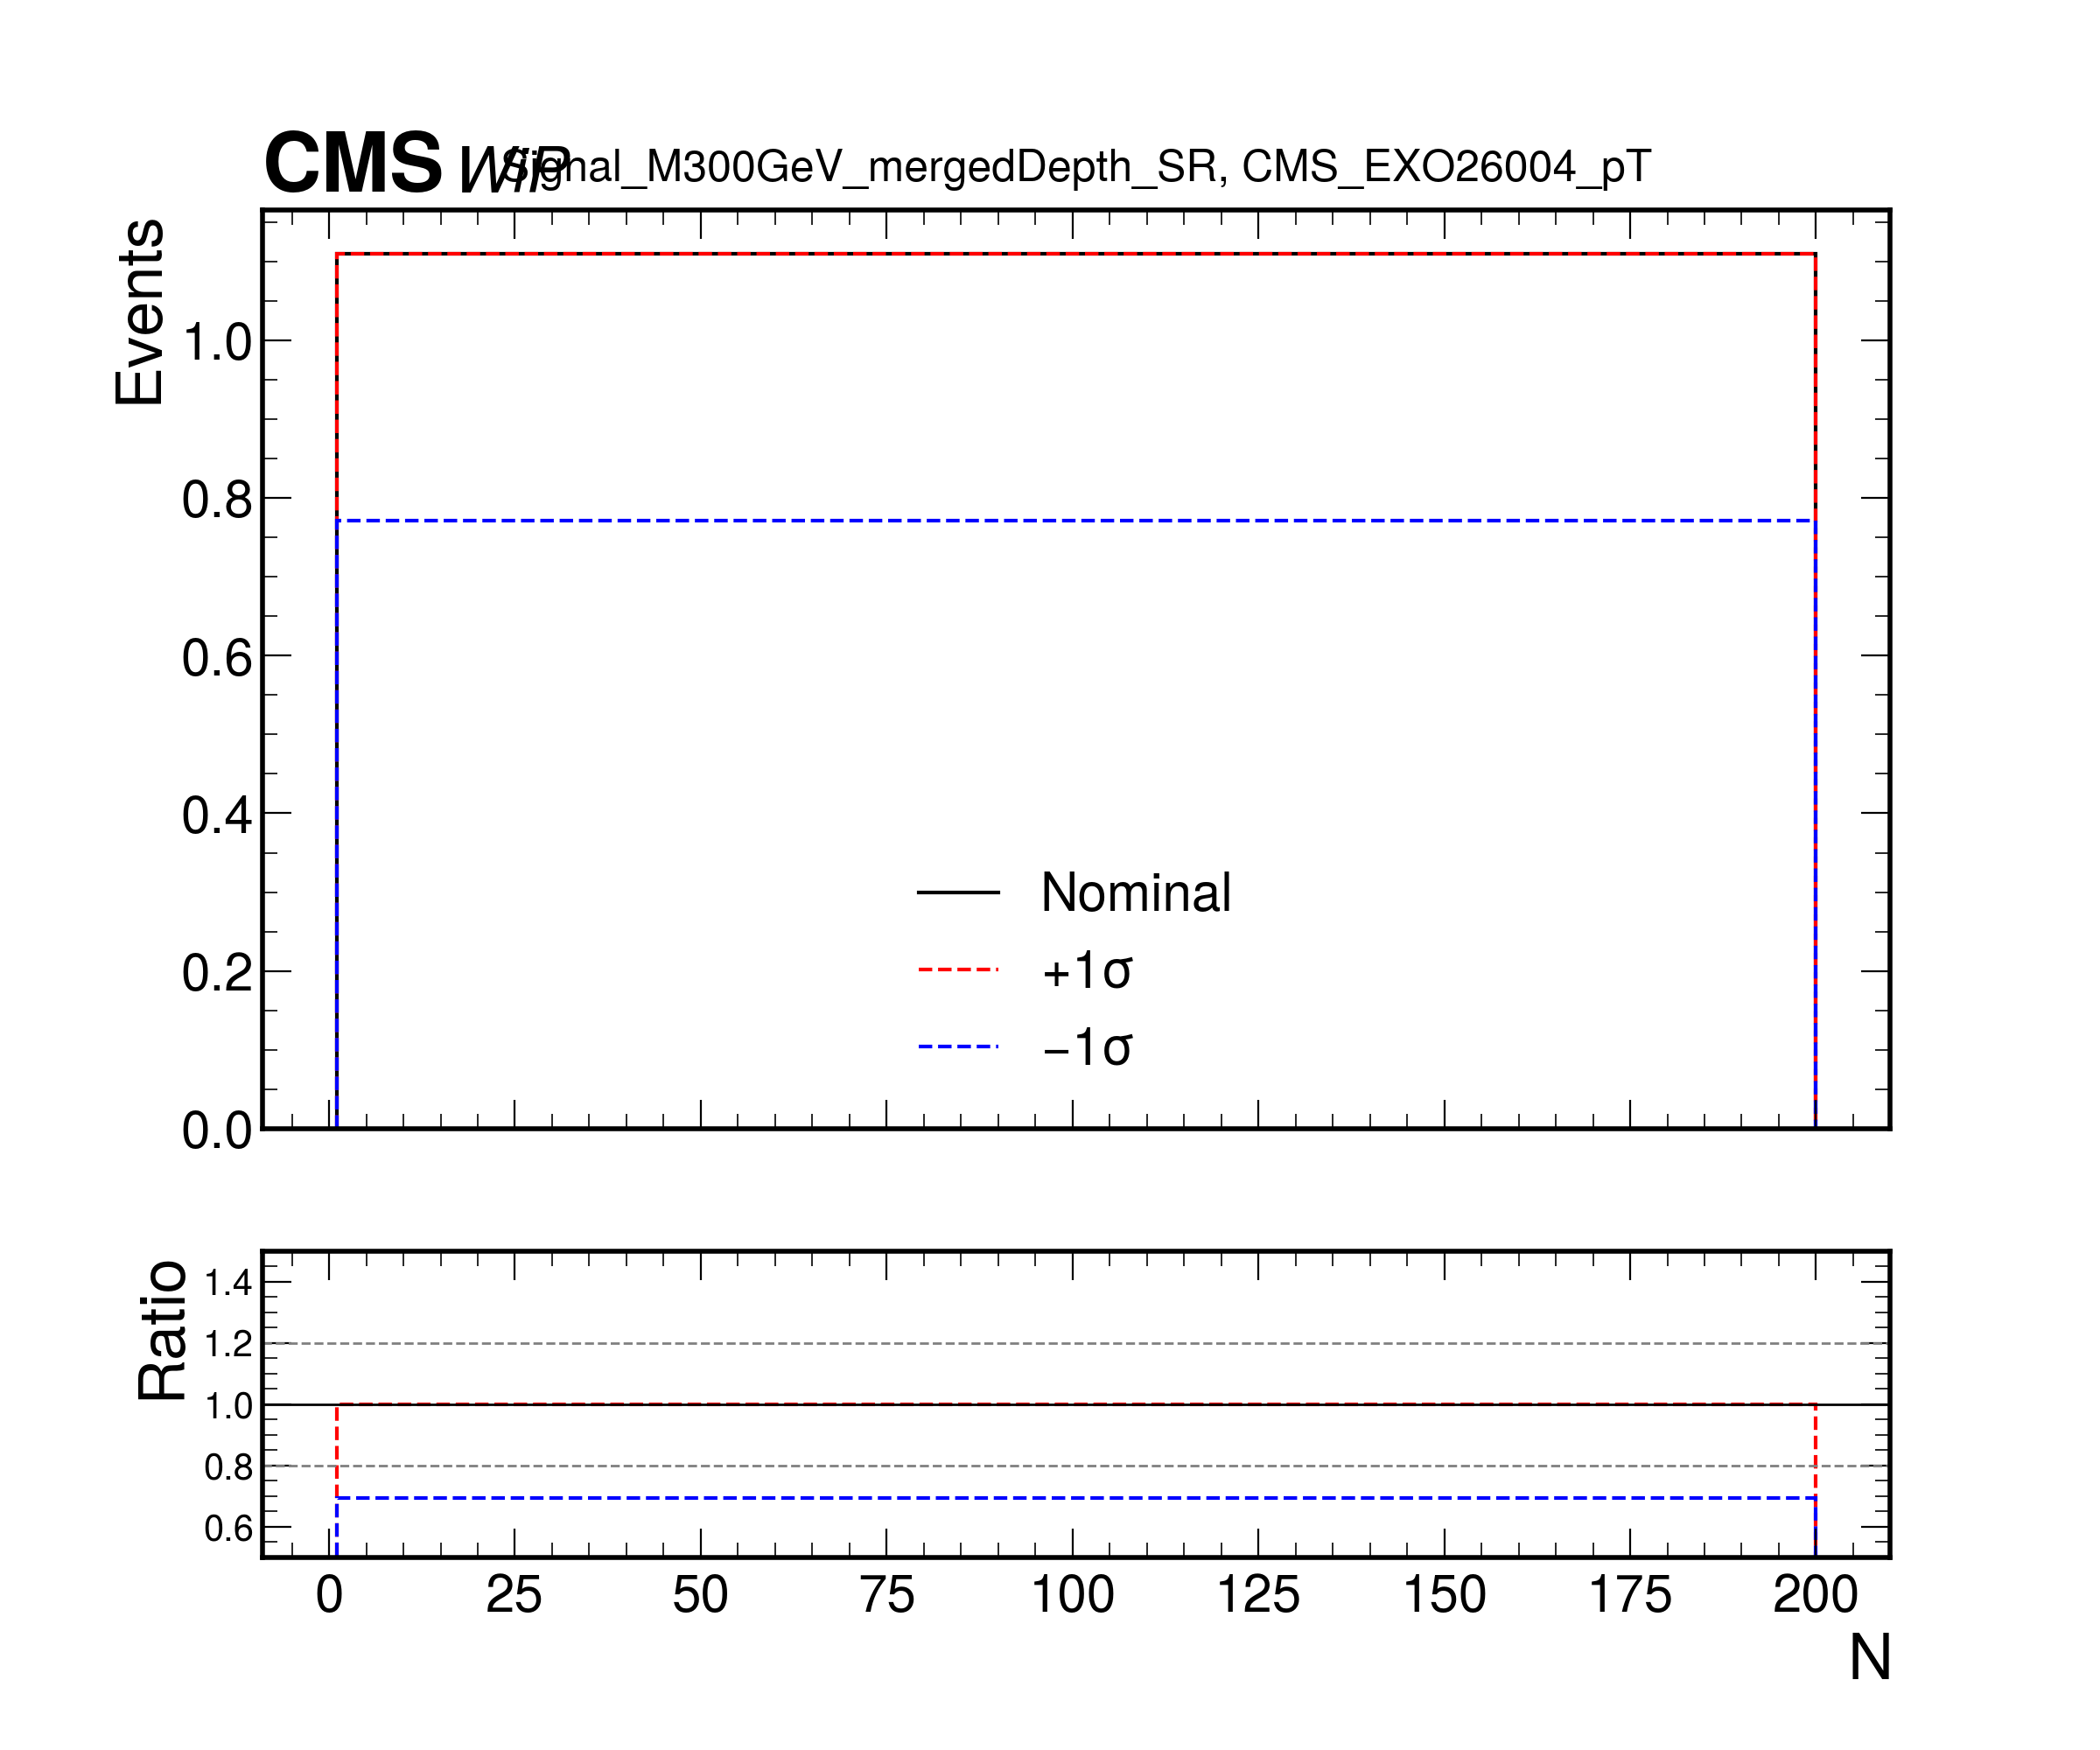 CMS WiP Signal_M300GeV_mergedDepth_SR, CMS_EXO26004_pT
Events
1.0
0.8
0.6
0.4
0.2
0.0
Nominal
+1σ
−1σ
Ratio
1.4
1.2
1.0
0.8
0.6
0 25 50 75 100 125 150 175 200
N